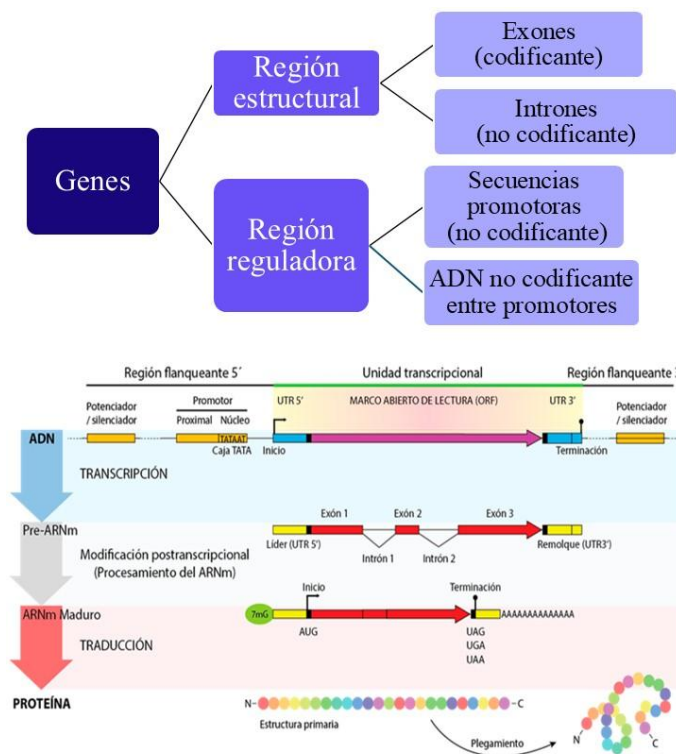 Genes
Región
estructural
Exones
(codificante)
Intrones
(no codificante)
Región
reguladora
Secuencias
promotoras
(no codificante)
ADN no codificante
entre promotores
Región flanqueante 5´
Unidad transcripcional
Región flanqueante
Potenciador
/ silenciador
Promotor
Proximal
Núcleo
UTR 5'
MARCO ABIERTO DE LECTURA (ORF)
UTR 3'
Potenciador
/ silenciador
ADN
TATAAT
Caja TATA
Inicio
Terminación
TRANSCRIPCIÓN
Pre-ARNm
Exón 1
Exón 2
Exón 3
Líder (UTR 5')
Intrón 1
Intrón 2
Remolque (UTR3')
Modificación postranscripcional
(Procesamiento del ARNm)
ARNm Maduro
Inicio
Terminación
7mG
AAAAAAAAAAAAA
AUG
UAG
UGA
UAA
TRADUCCIÓN
PROTEÍNA
N
C
Estructura primaria
Plegamiento
N
C